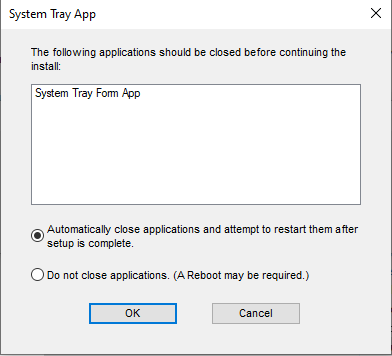 System Tray App
The following applications should be closed before continuing the
install:
System Tray Form App
Automatically close applications and attempt to restart them after
setup is complete.
Do not close applications. (A Reboot may be required.)
OK
Cancel